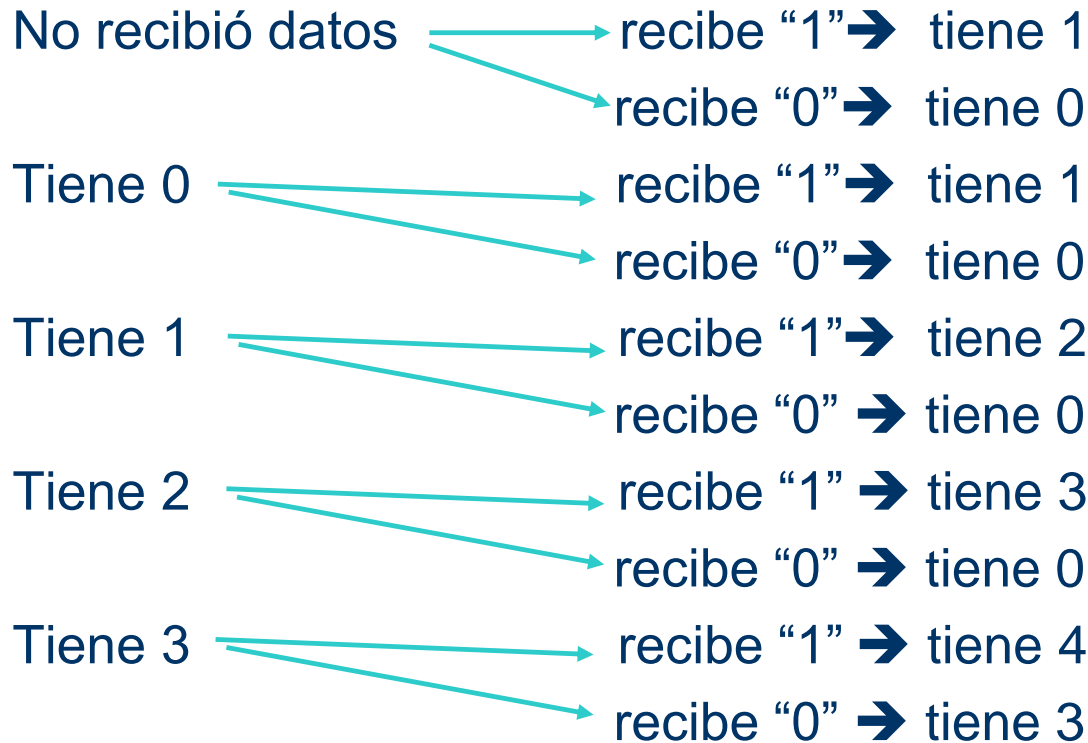 No recibió datos recibe “1”➔ tiene 1
recibe “0”➔ tiene 0
Tiene 0 recibe “1”➔ tiene 1
recibe “0”➔ tiene 0
Tiene 1 recibe “1”➔ tiene 2
recibe “0” ➔ tiene 0
Tiene 2 recibe “1” ➔ tiene 3
recibe “0” ➔ tiene 0
Tiene 3 recibe “1” ➔ tiene 4
recibe “0” ➔ tiene 3